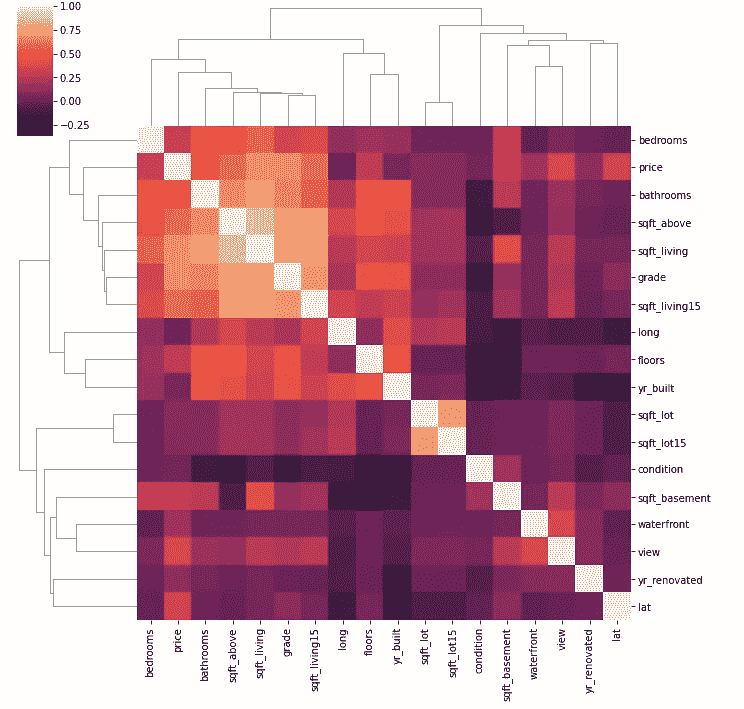 1.00
0.75
0.50
0.25
0.00
−0.25
bedrooms
price
bathrooms
sqft_above
sqft_living
grade
sqft_living15
long
floors
yr_built
sqft_lot
sqft_lot15
condition
sqft_basement
waterfront
view
yr_renovated
lat
bedrooms
price
bathrooms
sqft_above
sqft_living
grade
sqft_living15
long
floors
yr_built
sqft_lot
sqft_lot15
condition
sqft_basement
waterfront
view
yr_renovated
lat